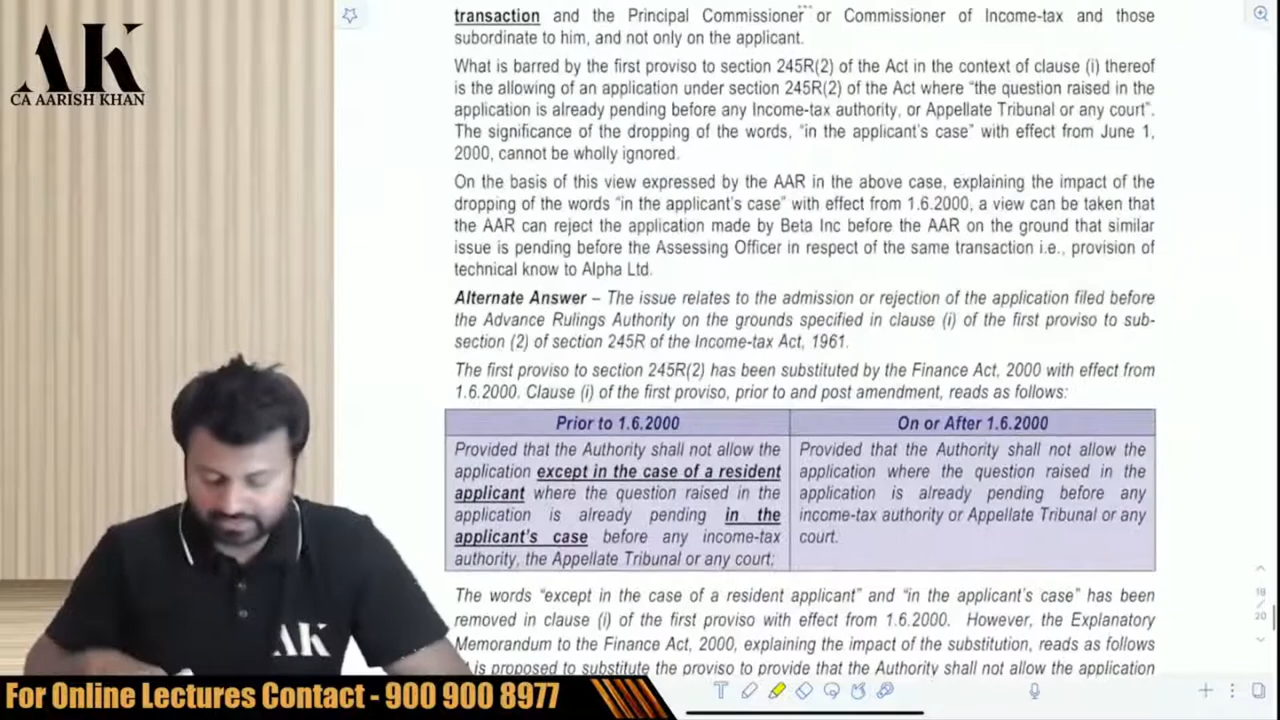 AK
CA AARISH KHAN
transaction and the Principal Commissioner or Commissioner of Income-tax and those
subordinate to him, and not only on the applicant.
What is barred by the first proviso to section 245R(2) of the Act in the context of clause (i) thereof
is the allowing of an application under section 245R(2) of the Act where “the question raised in the
application is already pending before any Income-tax authority, or Appellate Tribunal or any court”.
The significance of the dropping of the words, “in the applicant’s case” with effect from June 1,
2000, cannot be wholly ignored.
On the basis of this view expressed by the AAR in the above case, explaining the impact of the
dropping of the words “in the applicant’s case” with effect from 1.6.2000, a view can be taken that
the AAR can reject the application made by Beta Inc before the AAR on the ground that similar
issue is pending before the Assessing Officer in respect of the same transaction i.e., provision of
technical know to Alpha Ltd.
Alternate Answer – The issue relates to the admission or rejection of the application filed before
the Advance Rulings Authority on the grounds specified in clause (i) of the first proviso to sub-
section (2) of section 245R of the Income-tax Act, 1961.
The first proviso to section 245R(2) has been substituted by the Finance Act, 2000 with effect from
1.6.2000. Clause (i) of the first proviso, prior to and post amendment, reads as follows:
Prior to 1.6.2000
Provided that the Authority shall not allow the
application except in the case of a resident
applicant where the question raised in the
application is already pending in the
applicant’s case before any income-tax
authority, the Appellate Tribunal or any court;
On or After 1.6.2000
Provided that the Authority shall not allow the
application where the question raised in the
application is already pending before any
income-tax authority or Appellate Tribunal or any
court.
The words “except in the case of a resident applicant” and “in the applicant’s case” has been
removed in clause (i) of the first proviso with effect from 1.6.2000. However, the Explanatory
Memorandum to the Finance Act, 2000, explaining the impact of the substitution, reads as follows
is proposed to substitute the proviso to provide that the Authority shall not allow the application
18
20
AK
For Online Lectures Contact - 900 900 8977